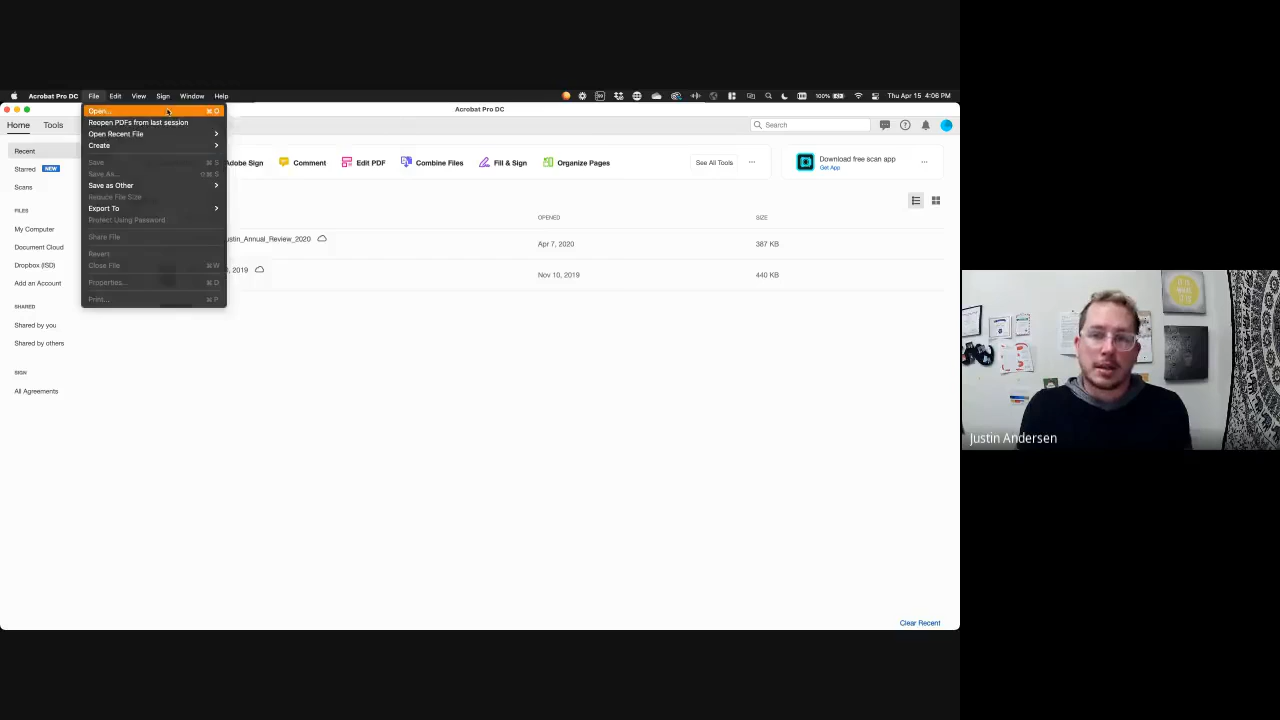 Acrobat Pro DC File Edit View Sign Window Help 100% Thu Apr 15 4:06 PM
Acrobat Pro DC
Open... ⌘ O
Reopen PDFs from last session
Open Recent File
Create
Save ⌘ S
Save As... ⇧⌘ S
Save as Other
Reduce File Size
Export To
Protect Using Password
Share File
Revert
Close File ⌘W
Properties... ⌘ D
Print... ⌘ P
Home Tools
Search
Recent
Starred NEW
Scans
FILES
My Computer
Document Cloud
Dropbox (ISD)
Add an Account
SHARED
Shared by you
Shared by others
SIGN
All Agreements
Adobe Sign Comment Edit PDF Combine Files Fill & Sign Organize Pages See All Tools
Download free scan app
Get App
OPENED SIZE
ustin_Annual_Review_2020 Apr 7, 2020 387 KB
, 2019 Nov 10, 2019 440 KB
Clear Recent
Justin Andersen